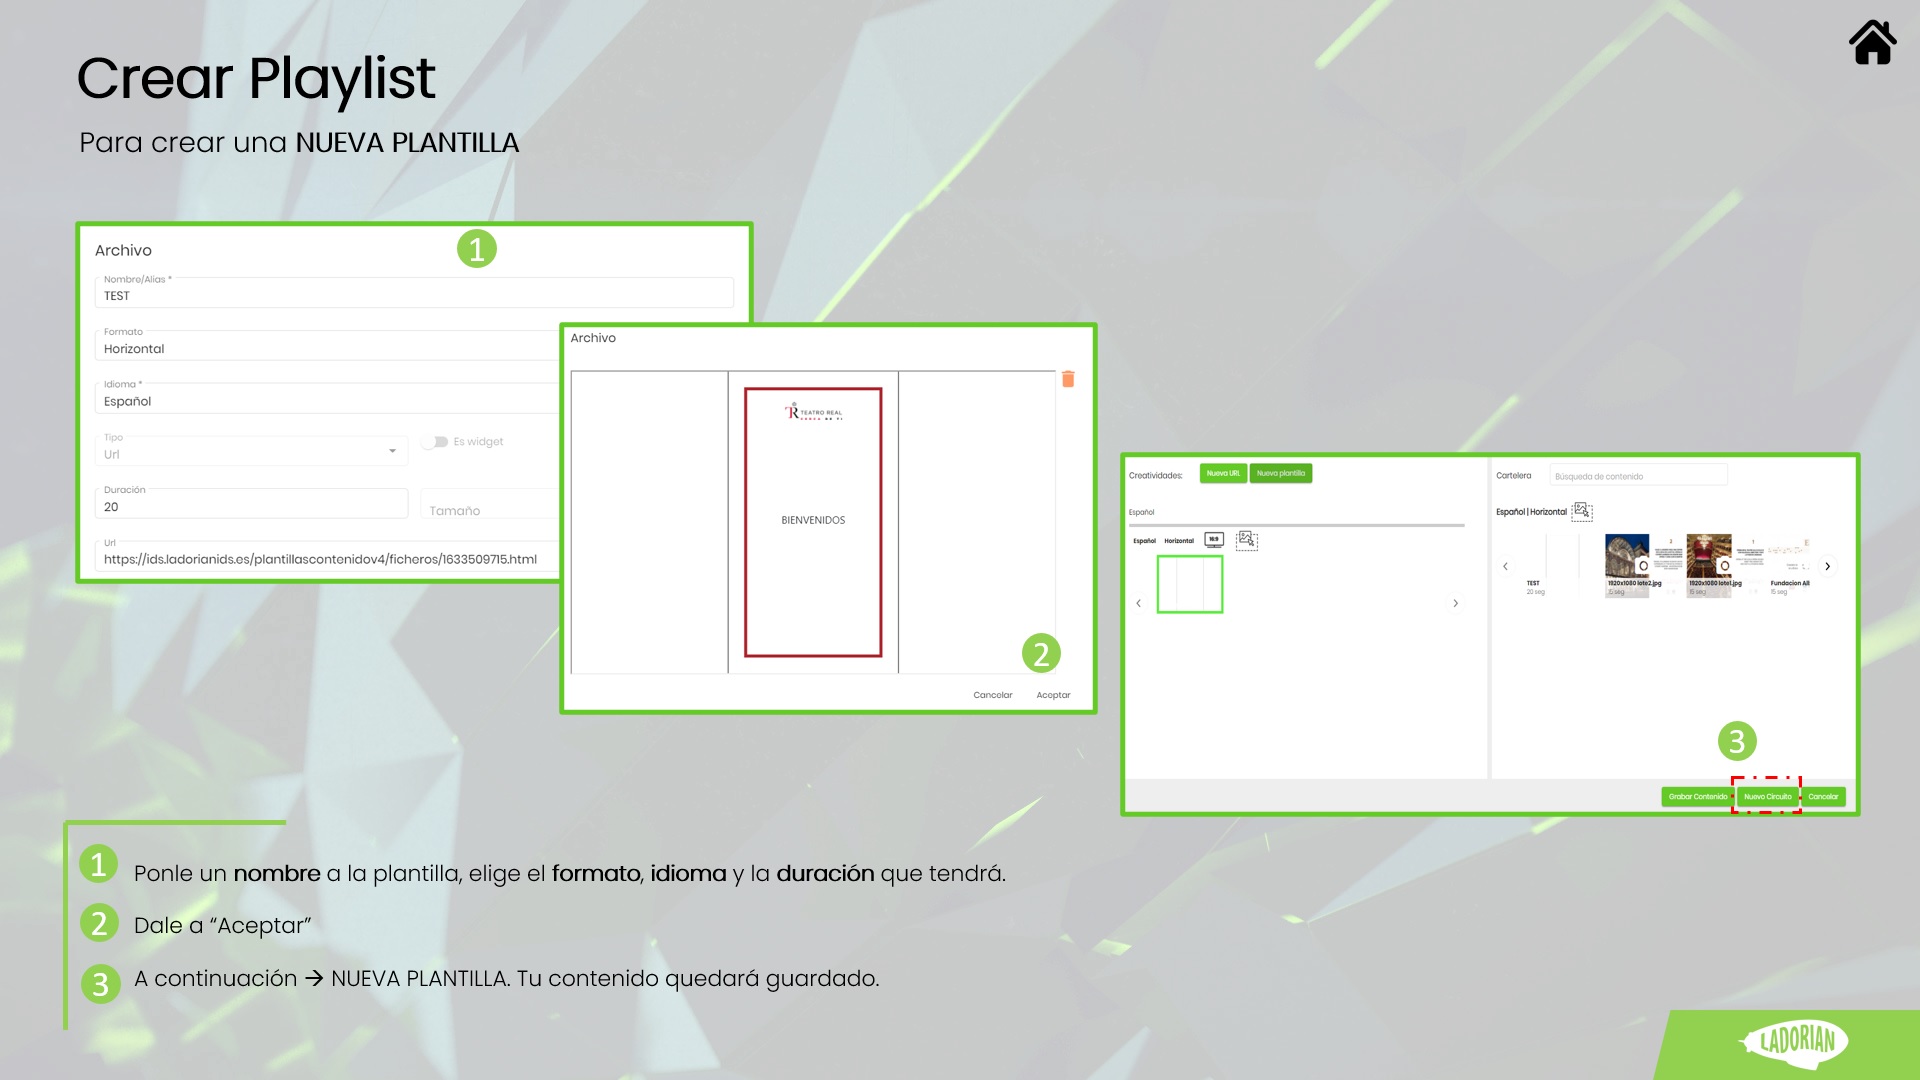 Crear Playlist
Para crear una NUEVA PLANTILLA
1
Archivo
Nombre/Alias *
TEST
Formato
Horizontal
Idioma *
Español
Tipo
Url
Es widget
Duración
20
Tamaño
Url
https://ids.ladorianids.es/plantillascontenidov4/ficheros/1633509715.html
Archivo
TEATRO REAL
BIENVENIDOS
2
Cancelar Aceptar
Creatividades: Nueva URL Nueva plantilla
Español
Español Horizontal 16:9
Cartelera Búsqueda de contenido
Español | Horizontal
TEST
20 seg
1920x1080 lote2.jpg
15 seg
1920x1080 lote1.jpg
15 seg
Fundacion All
15 seg
3
Grabar Contenido Nuevo Circuito Cancelar
1 Ponle un nombre a la plantilla, elige el formato, idioma y la duración que tendrá.
2 Dale a “Aceptar”
3 A continuación → NUEVA PLANTILLA. Tu contenido quedará guardado.
LADORIAN